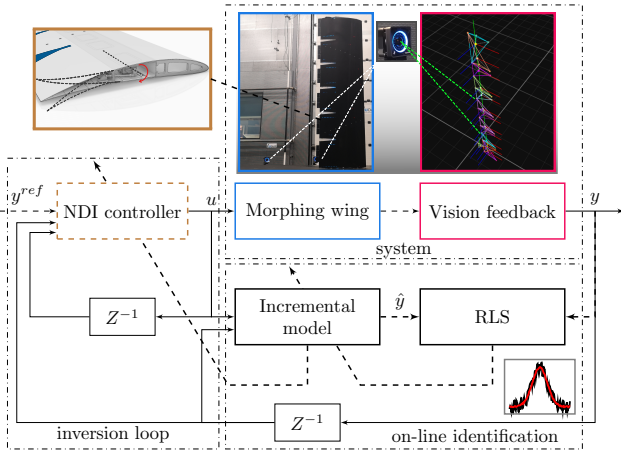 y^{ref}
NDI controller
u
Morphing wing
Vision feedback
y
system
Z^{-1}
Incremental
model
ŷ
RLS
Z^{-1}
inversion loop
on-line identification